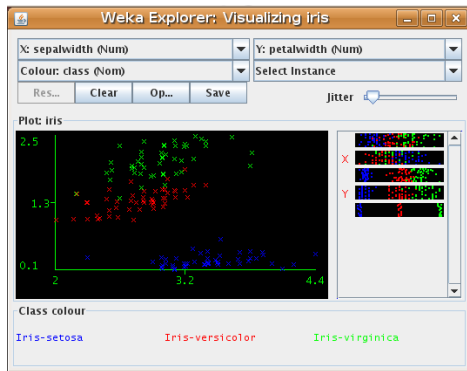 Weka Explorer: Visualizing iris
X: sepalwidth (Num)
Y: petalwidth (Num)
Colour: class (Nom)
Select Instance
Res...
Clear
Op...
Save
Jitter
Plot: iris
2.5
1.3
0.1
2
3.2
4.4
X
Y
Class colour
Iris-setosa
Iris-versicolor
Iris-virginica